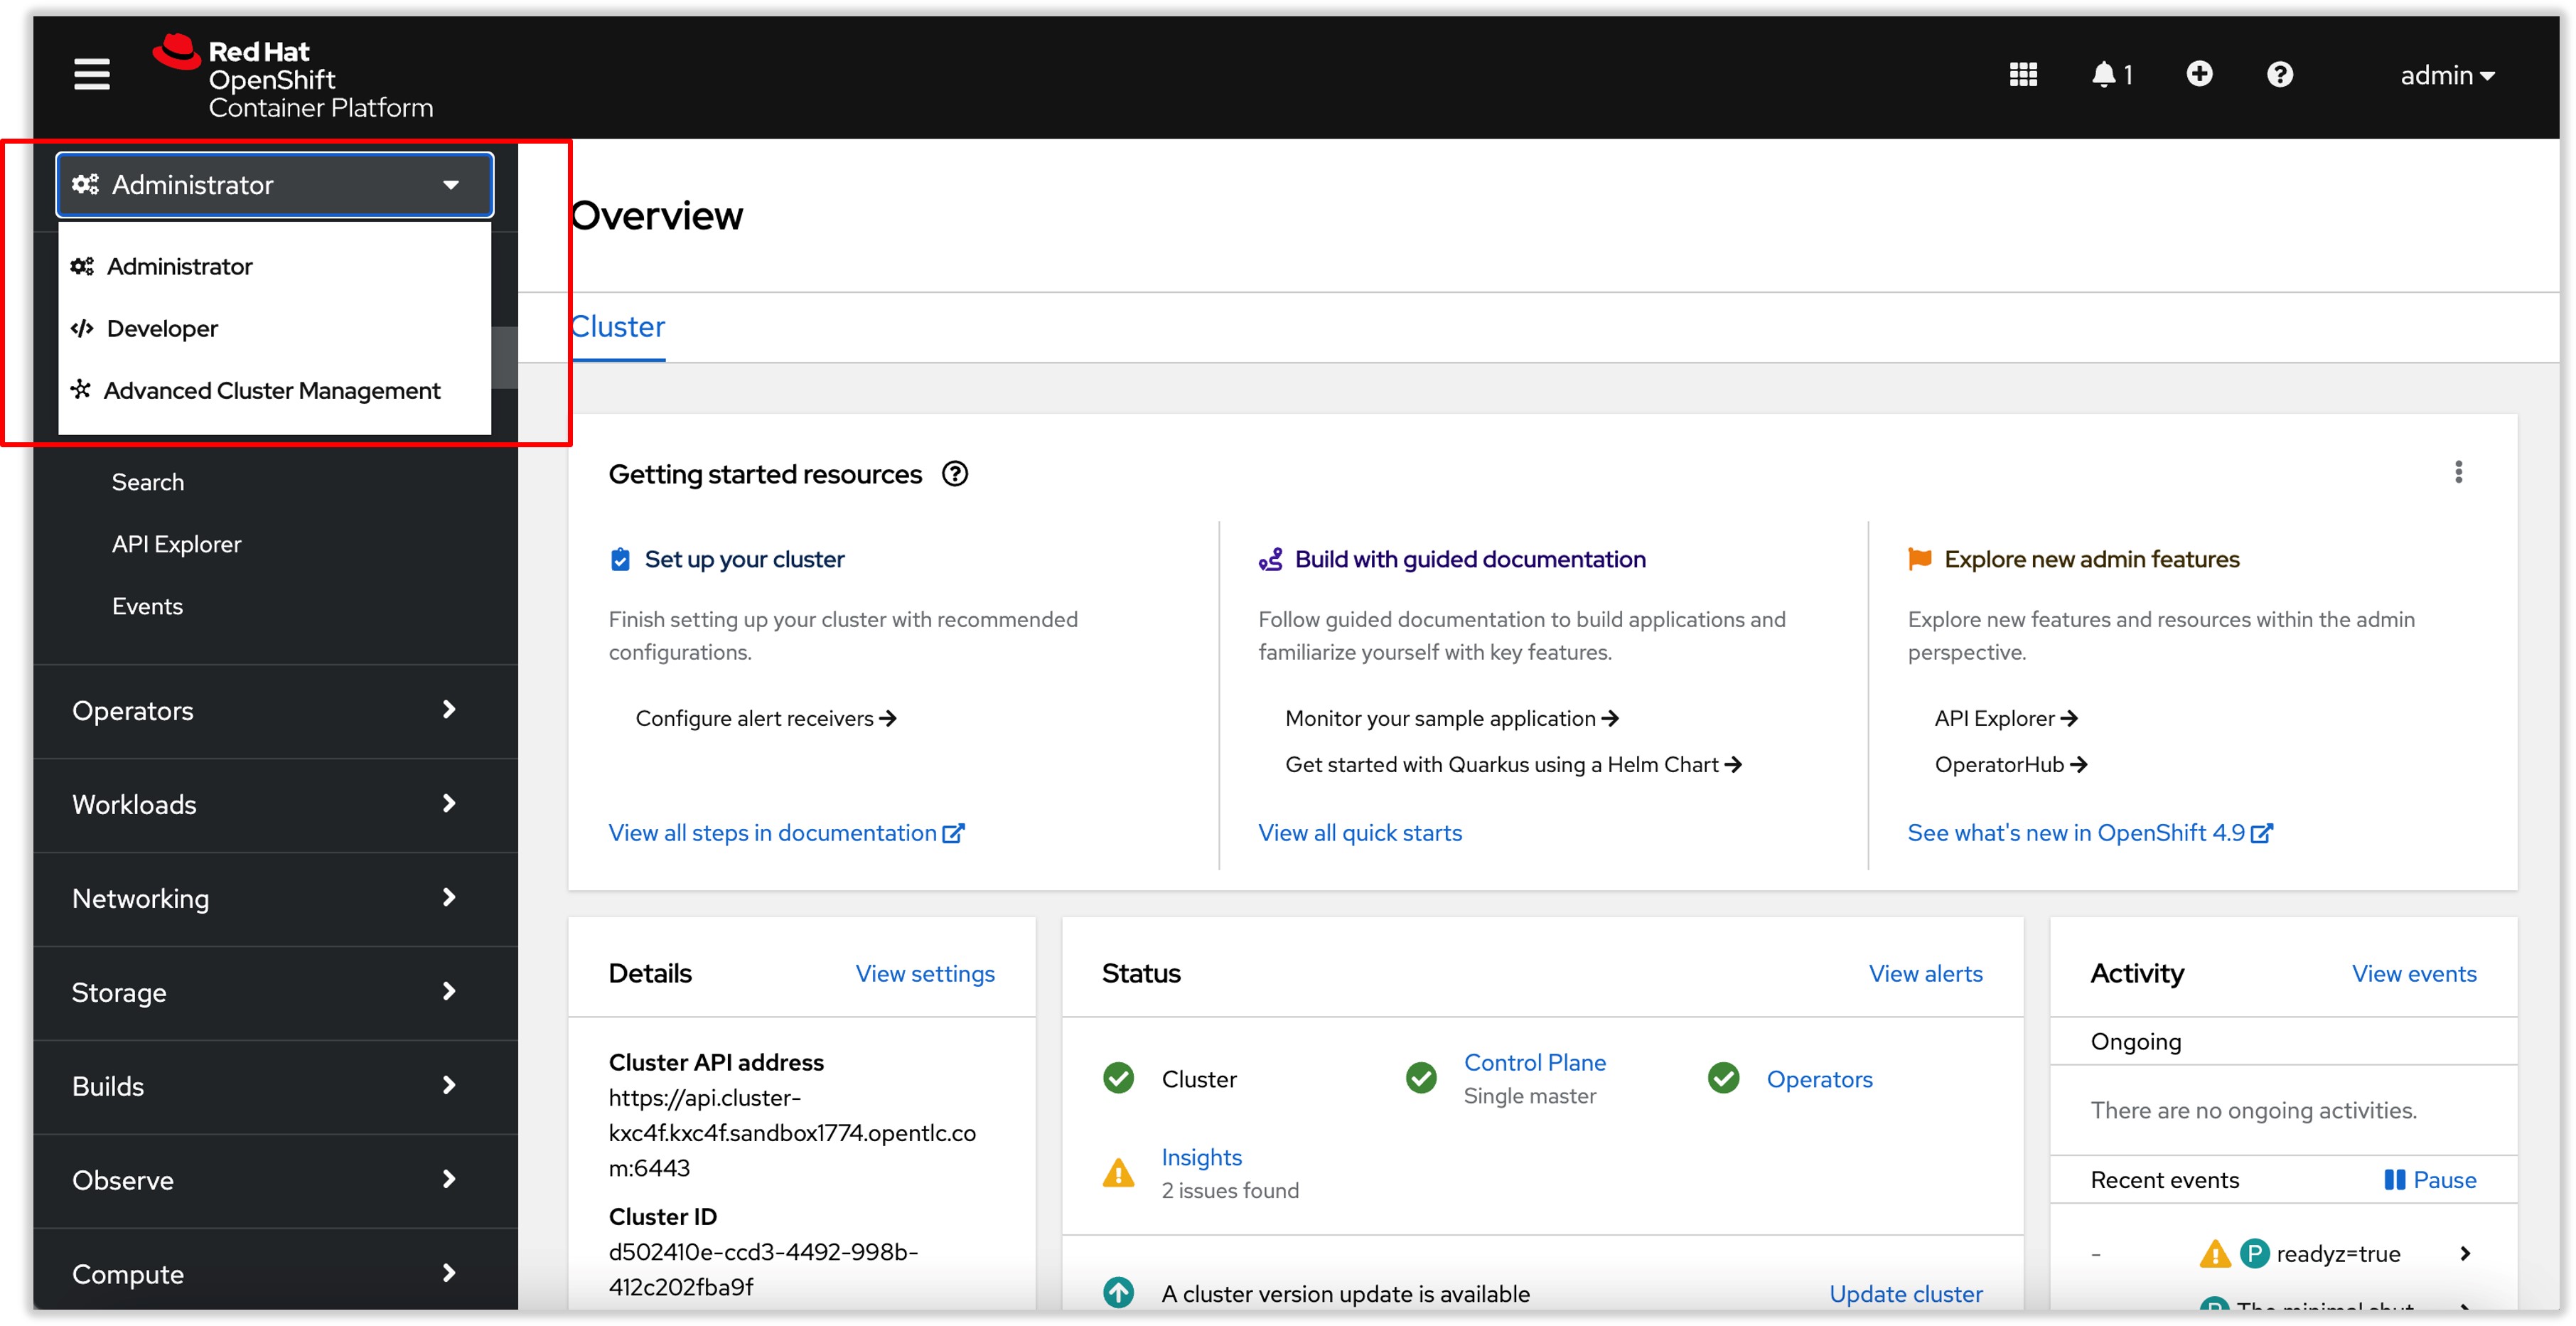 Red Hat
OpenShift
Container Platform
1
admin
Administrator
Administrator
Developer
Advanced Cluster Management
Search
API Explorer
Events
Operators
Workloads
Networking
Storage
Builds
Observe
Compute
Overview
Cluster
Getting started resources
Set up your cluster
Finish setting up your cluster with recommended
configurations.
Configure alert receivers
View all steps in documentation
Build with guided documentation
Follow guided documentation to build applications and
familiarize yourself with key features.
Monitor your sample application
Get started with Quarkus using a Helm Chart
View all quick starts
Explore new admin features
Explore new features and resources within the admin
perspective.
API Explorer
OperatorHub
See what's new in OpenShift 4.9
Details
View settings
Cluster API address
https://api.cluster-
kxc4f.kxc4f.sandbox1774.opentlc.co
m:6443
Cluster ID
d502410e-ccd3-4492-998b-
412c202fba9f
Status
View alerts
Cluster
Control Plane
Single master
Operators
Insights
2 issues found
A cluster version update is available
Update cluster
Activity
View events
Ongoing
There are no ongoing activities.
Recent events
Pause
- P readyz=true
P The minimal shut